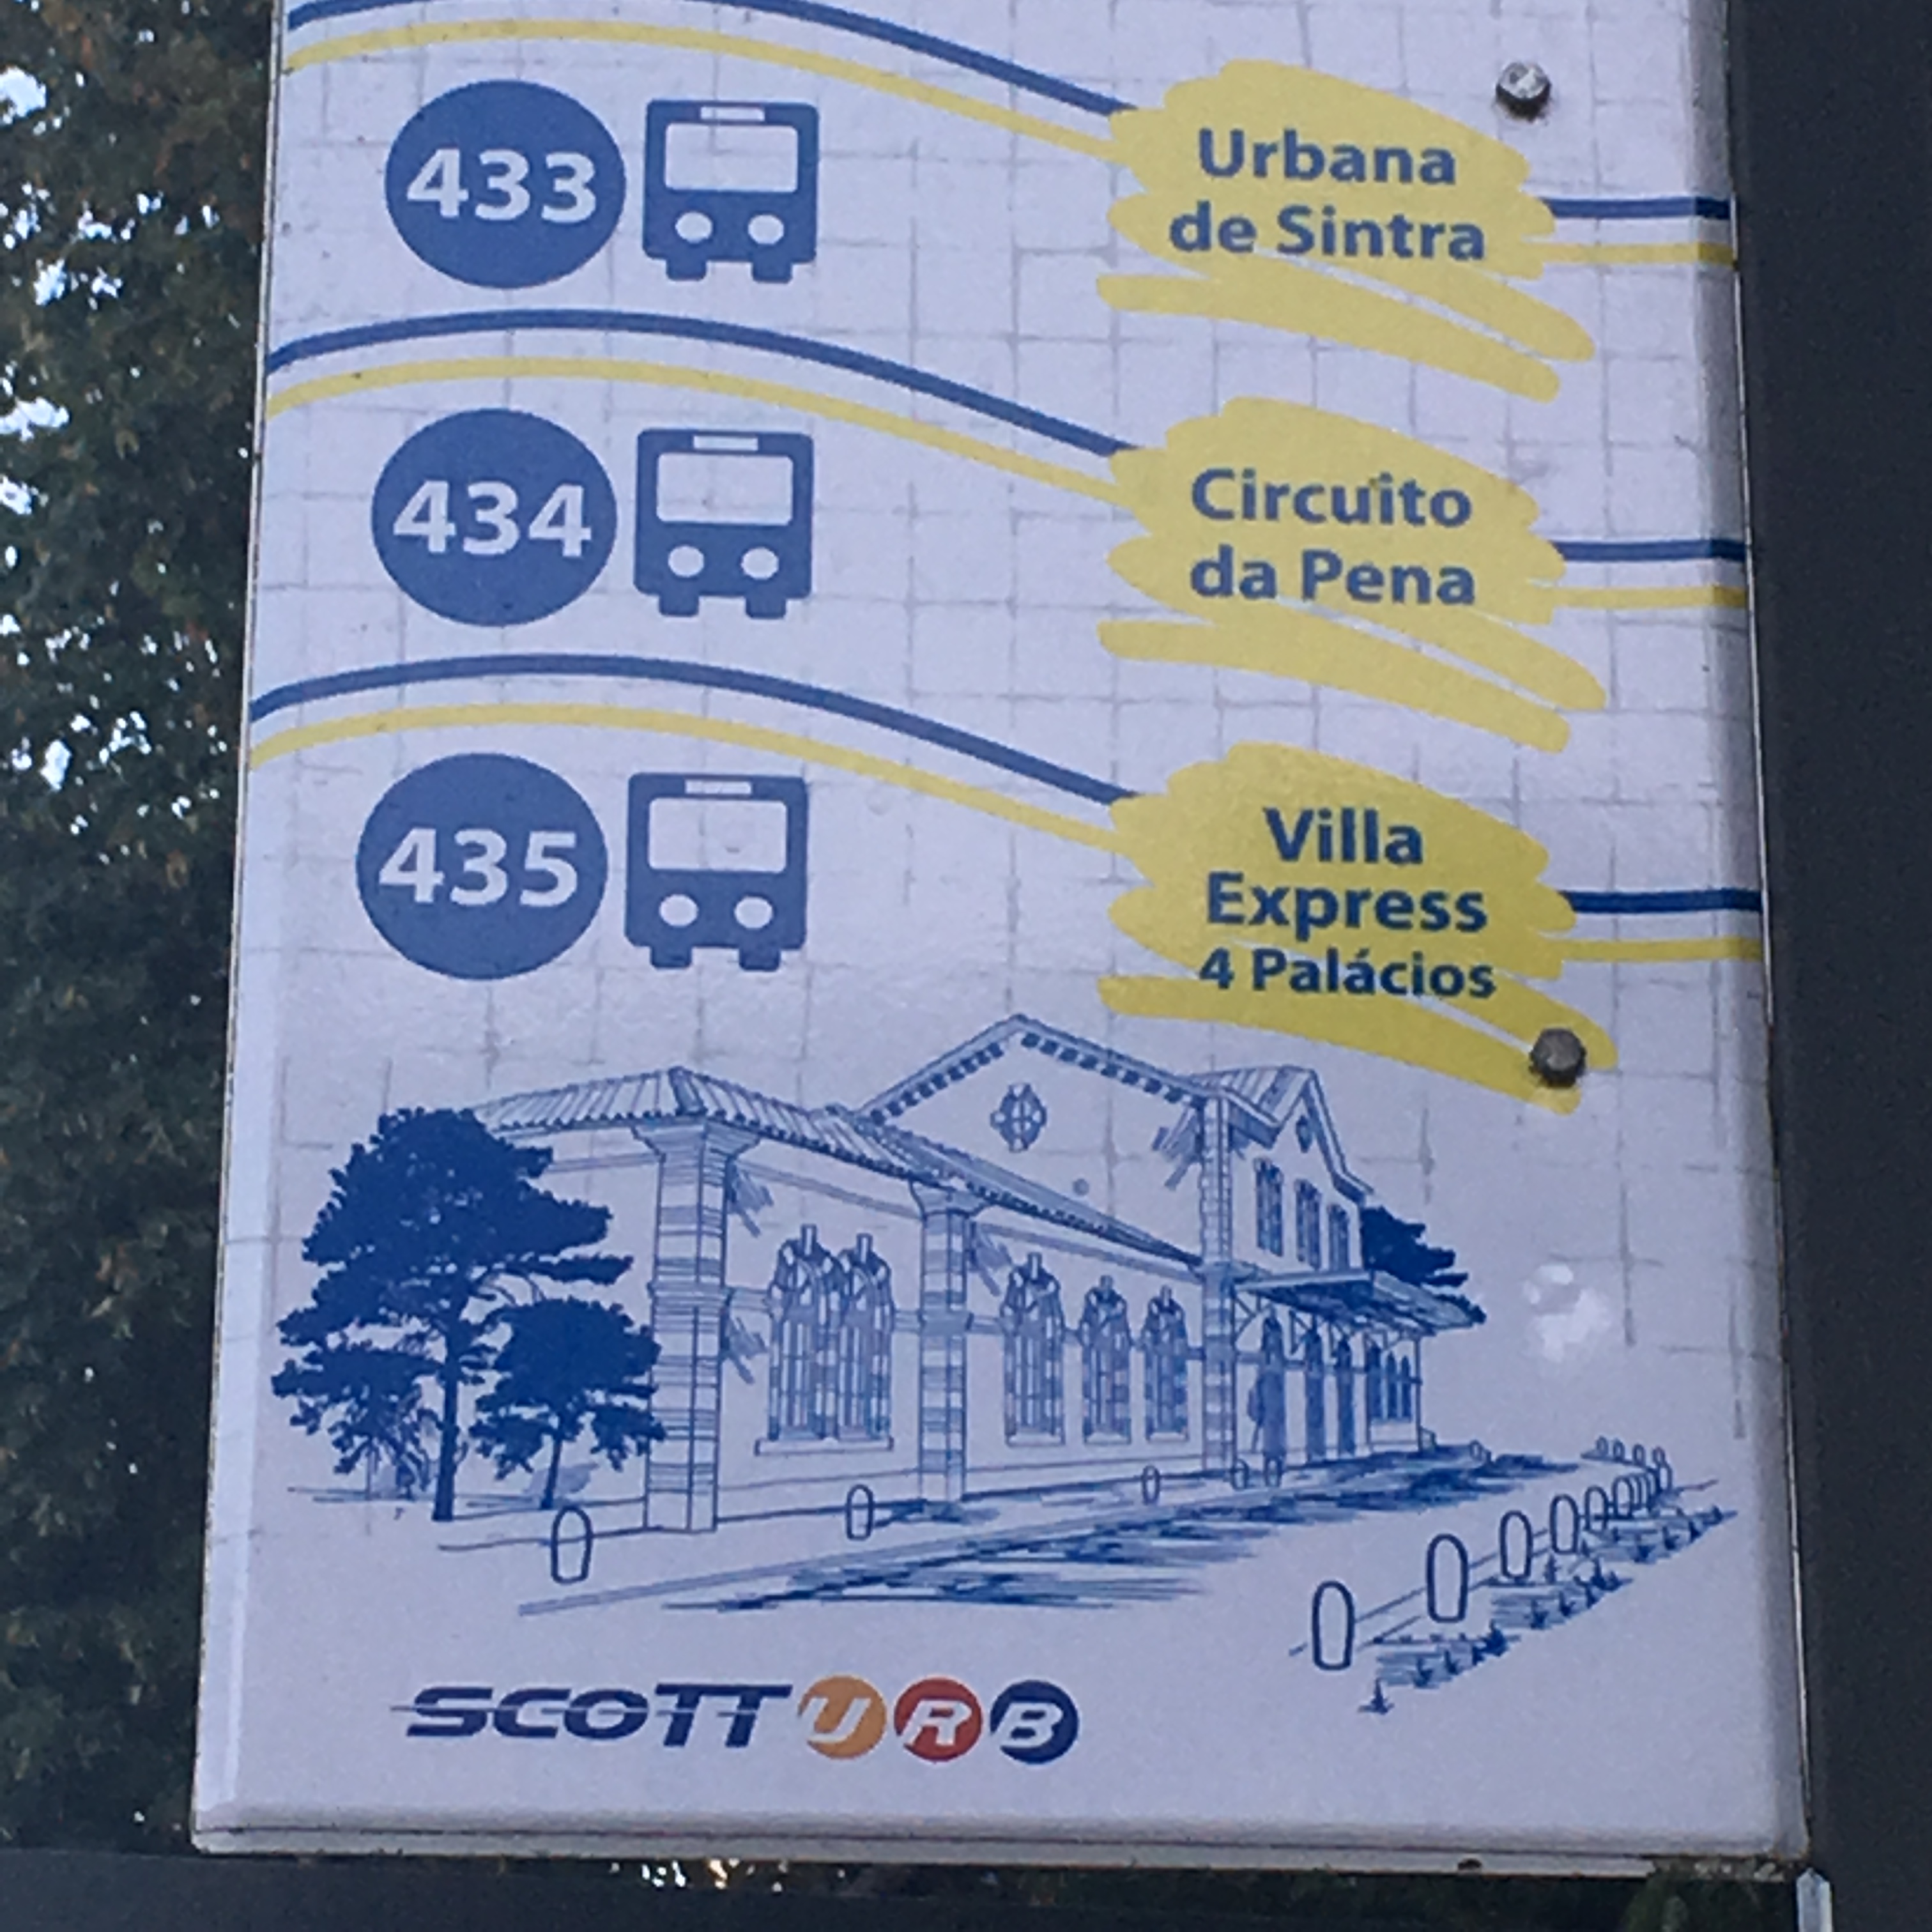 433
Urbana
de Sintra
434
Circuito
da Pena
435
Villa
Express
4 Palácios
SCOTTURB